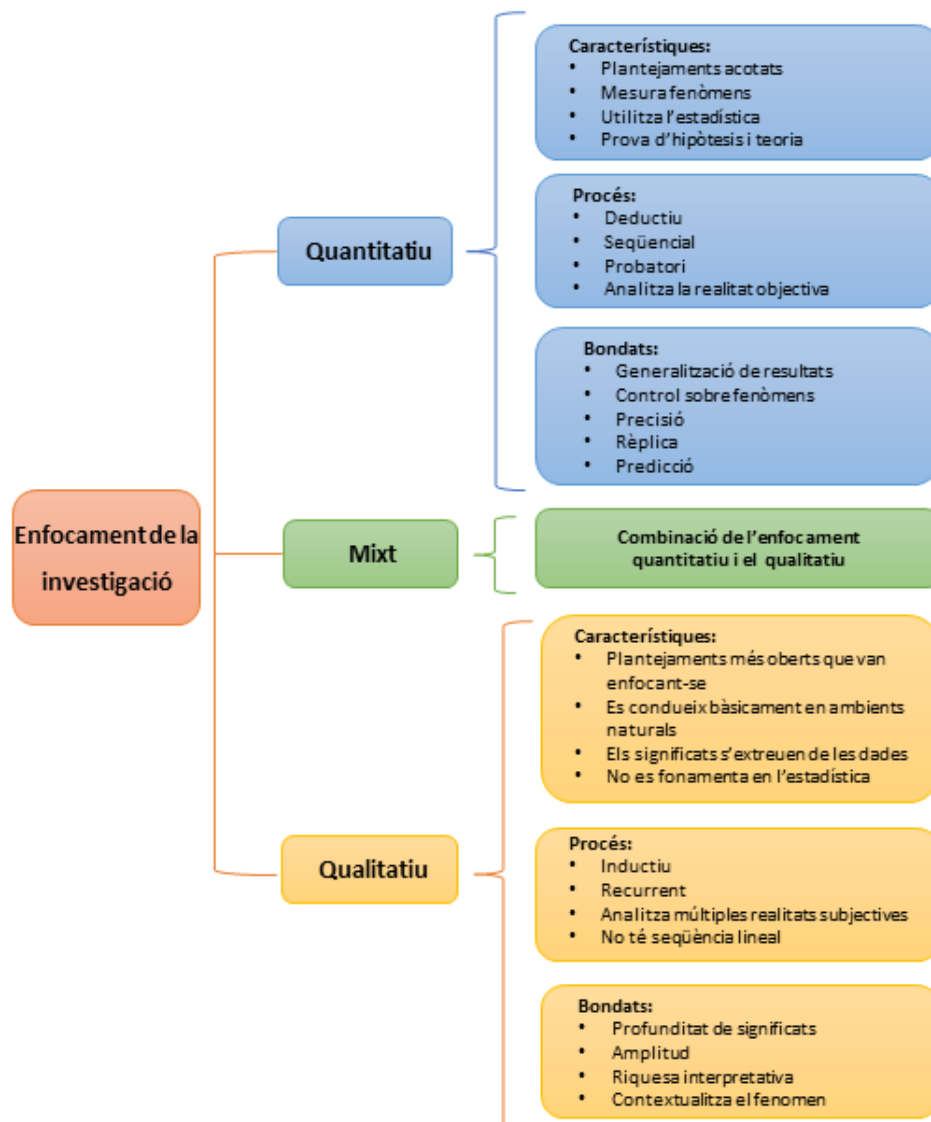 Enfocament de la
investigació
Quantitatiu
Característiques:
• Plantejaments acotats
• Mesura fenòmens
• Utilitza l'estadística
• Prova d'hipòtesis i teoria
Procés:
• Deductiu
• Seqüencial
• Probatori
• Analitza la realitat objectiva
Bondats:
• Generalització de resultats
• Control sobre fenòmens
• Precisió
• Rèplica
• Predicció
Mixt
Combinació de l'enfocament
quantitatiu i el qualitatiu
Qualitatiu
Característiques:
• Plantejaments més oberts que van
enfocant-se
• Es condueix bàsicament en ambients
naturals
• Els significats s'extreuen de les dades
• No es fonamenta en l'estadística
Procés:
• Inductiu
• Recurrent
• Analitza múltiples realitats subjectives
• No té seqüència lineal
Bondats:
• Profunditat de significats
• Amplitud
• Riquesa interpretativa
• Contextualitza el fenomen